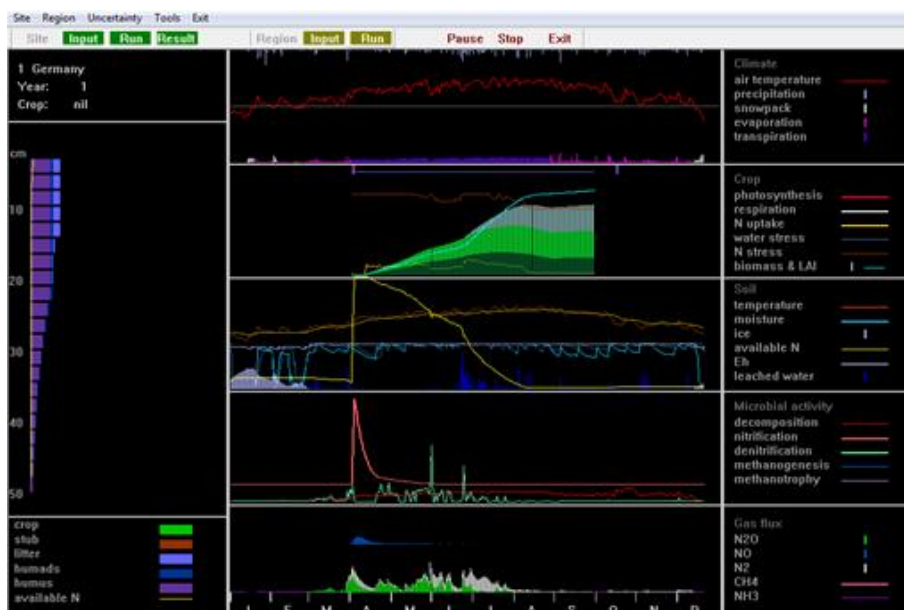 Site Region Uncertainty Tools Exit
Site Input Run Result Region Input Run Pause Stop Exit
1 Germany
Year: 1
Crop: nil
cm
10
20
30
40
50
crop
stub
litter
humads
humus
available N
Climate
air temperature
precipitation
snowpack
evaporation
transpiration
Crop
photosynthesis
respiration
N uptake
water stress
N stress
biomass & LAI
Soil
temperature
moisture
ice
available N
Eh
leached water
Microbial activity
decomposition
nitrification
denitrification
methanogenesis
methanotrophy
Gas flux
N2O
NO
N2
CH4
NH3